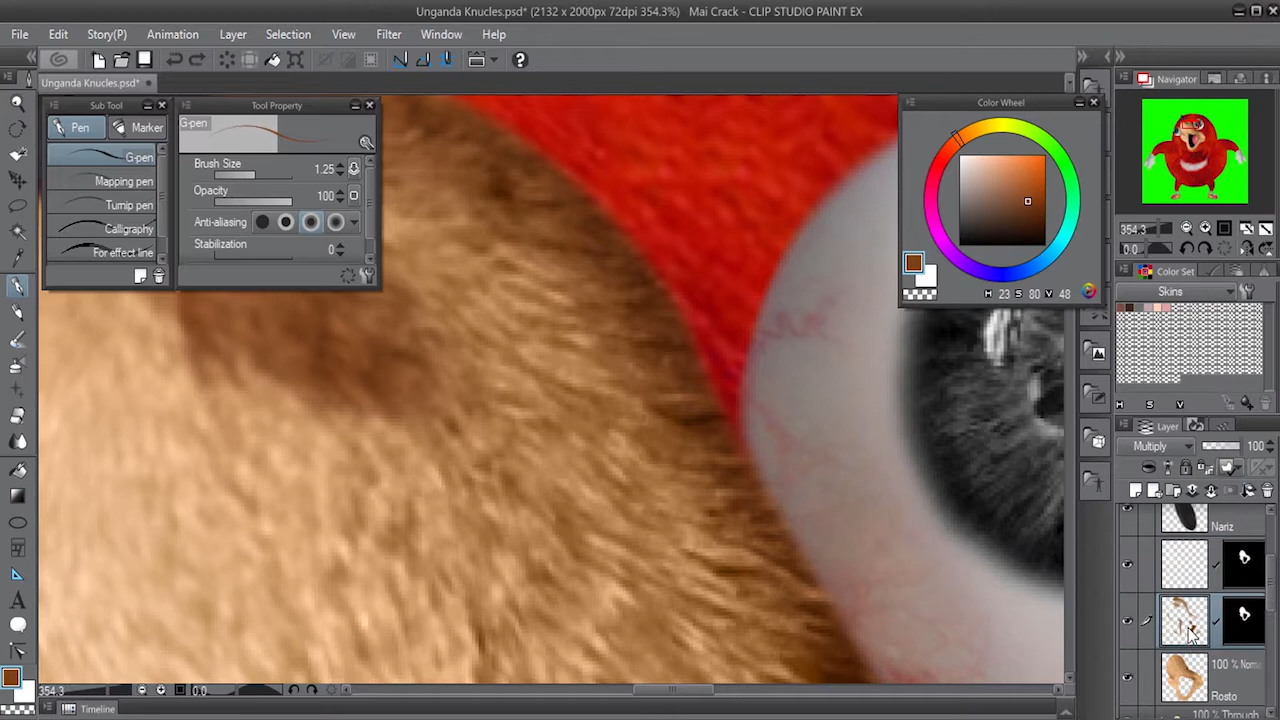 Unganda Knucles.psd* (2132 x 2000px 72dpi 354.3%)   Mai Crack - CLIP STUDIO PAINT EX
File Edit Story(P) Animation Layer Selection View Filter Window Help
Unganda Knucles.psd*
Sub Tool
Tool Property
Color Wheel
Navigator
Pen
Marker
G-pen
G-pen
Mapping pen
Turnip pen
Calligraphy
For effect line
Brush Size 1.25
Opacity 100
Anti-aliasing
Stabilization 0
H 23 S 80 V 48
354.3
0.0
Color Set
Skins
H S V
Layer
Multiply 100
Nariz
100 % Norma
Rosto
100 % Through
354.3 0.0
Timeline